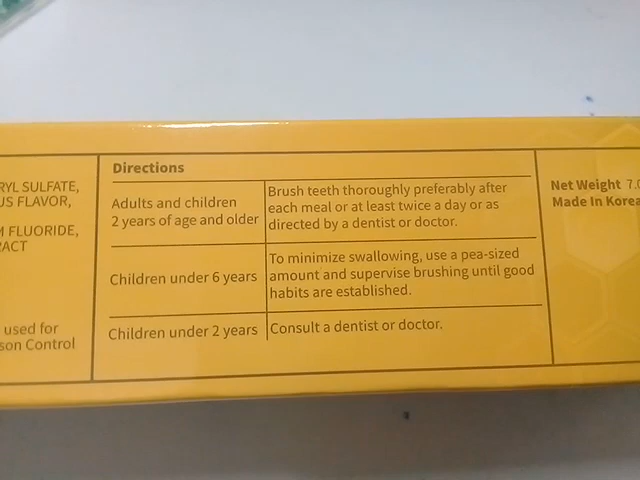 RYL SULFATE,
US FLAVOR,
M FLUORIDE,
RACT
used for
son Control
Directions
Adults and children
2 years of age and older
Brush teeth thoroughly preferably after
each meal or at least twice a day or as
directed by a dentist or doctor.
Children under 6 years
To minimize swallowing, use a pea-sized
amount and supervise brushing until good
habits are established.
Children under 2 years
Consult a dentist or doctor.
Net Weight 7.0
Made In Korea